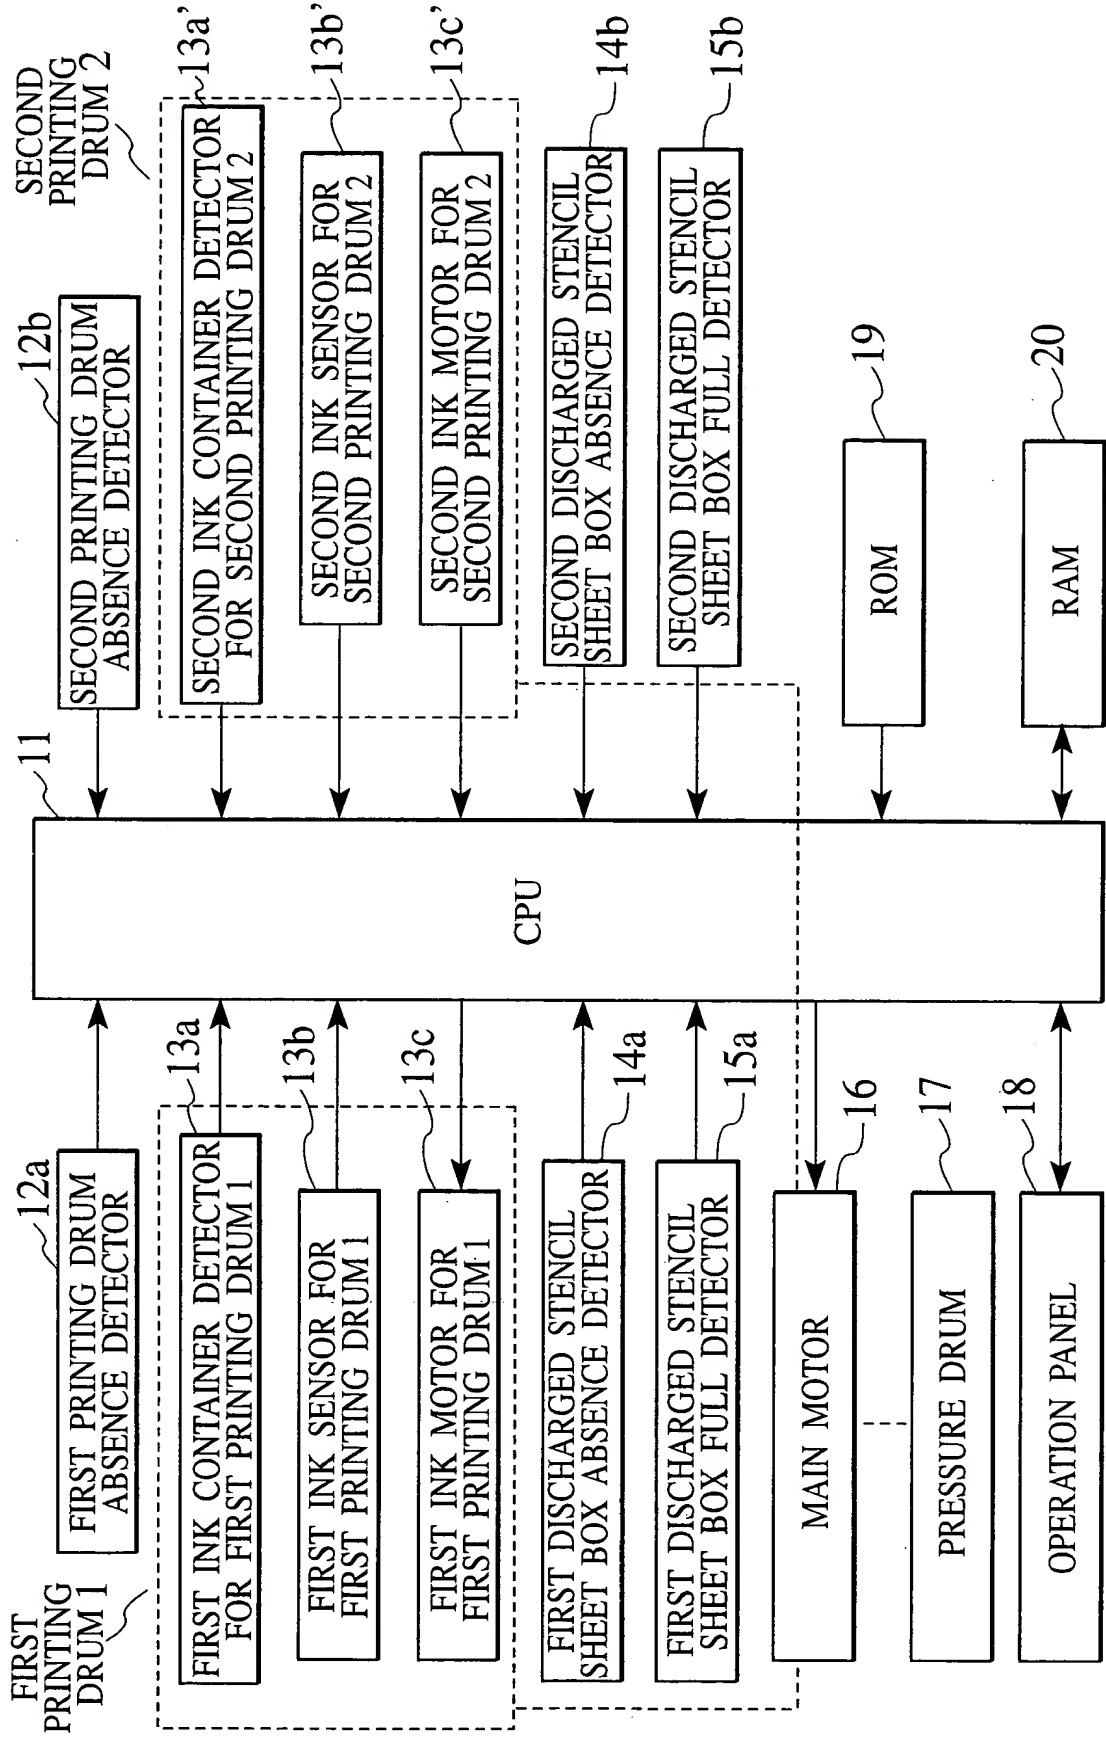 FIRST
PRINTING
DRUM 1
12a
FIRST PRINTING DRUM
ABSENCE DETECTOR
13a
FIRST INK CONTAINER DETECTOR
FOR FIRST PRINTING DRUM 1
13b
FIRST INK SENSOR FOR
FIRST PRINTING DRUM 1
13c
FIRST INK MOTOR FOR
FIRST PRINTING DRUM 1
14a
FIRST DISCHARGED STENCIL
SHEET BOX ABSENCE DETECTOR
15a
FIRST DISCHARGED STENCIL
SHEET BOX FULL DETECTOR
16
MAIN MOTOR
17
PRESSURE DRUM
18
OPERATION PANEL
11
CPU
SECOND
PRINTING
DRUM 2
12b
SECOND PRINTING DRUM
ABSENCE DETECTOR
13a'
SECOND INK CONTAINER DETECTOR
FOR SECOND PRINTING DRUM 2
13b'
SECOND INK SENSOR FOR
SECOND PRINTING DRUM 2
13c'
SECOND INK MOTOR FOR
SECOND PRINTING DRUM 2
14b
SECOND DISCHARGED STENCIL
SHEET BOX ABSENCE DETECTOR
15b
SECOND DISCHARGED STENCIL
SHEET BOX FULL DETECTOR
19
ROM
20
RAM